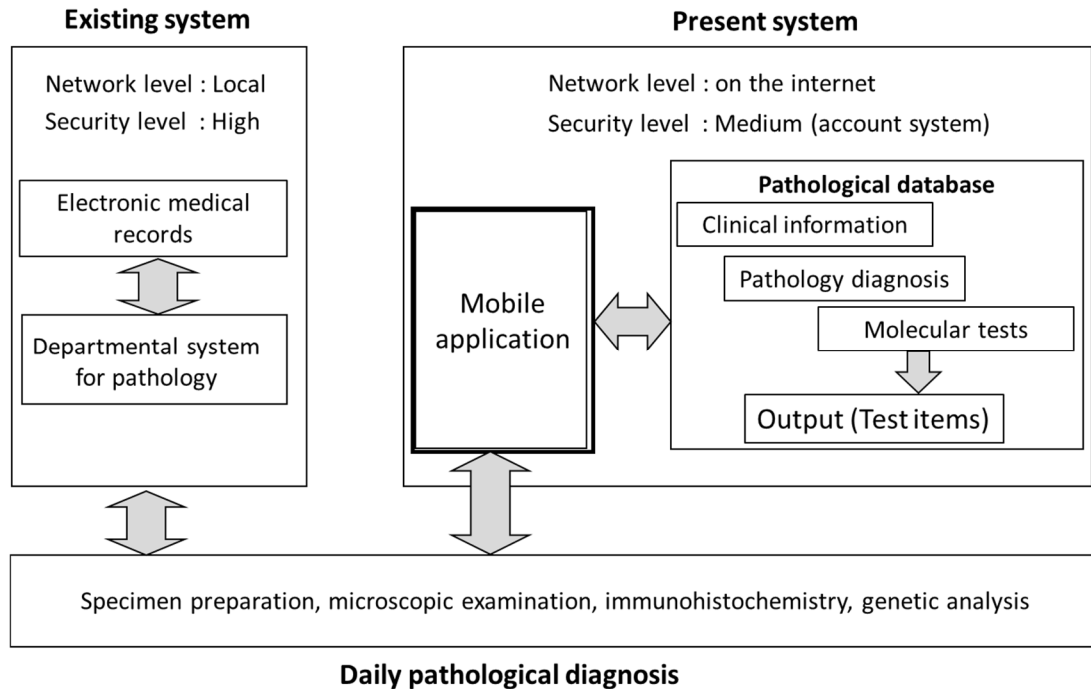 Existing system
Network level : Local
Security level : High
Electronic medical
records
Departmental system
for pathology
Present system
Network level : on the internet
Security level : Medium (account system)
Mobile
application
Pathological database
Clinical information
Pathology diagnosis
Molecular tests
Output (Test items)
Specimen preparation, microscopic examination, immunohistochemistry, genetic analysis
Daily pathological diagnosis